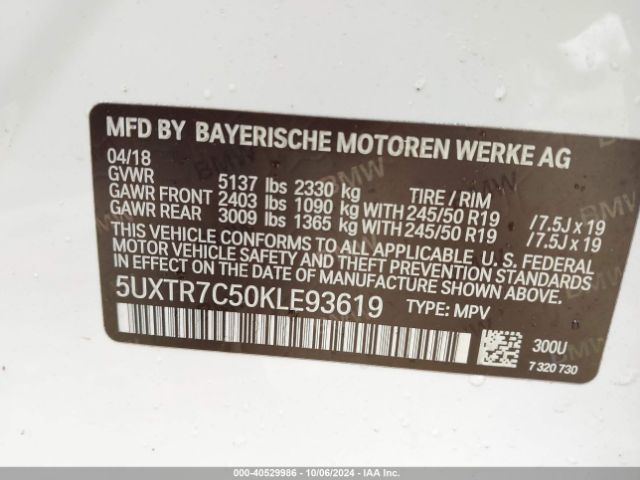 MFD BY BAYERISCHE MOTOREN WERKE AG
04/18
GVWR 5137 lbs 2330 kg TIRE / RIM
GAWR FRONT 2403 lbs 1090 kg WITH 245/50 R19 /7.5J x 19
GAWR REAR 3009 lbs 1365 kg WITH 245/50 R19 /7.5J x 19
THIS VEHICLE CONFORMS TO ALL APPLICABLE U. S. FEDERAL
MOTOR VEHICLE SAFETY AND THEFT PREVENTION STANDARDS
IN EFFECT ON THE DATE OF MANUFACTURE SHOWN ABOVE.
5UXTR7C50KLE93619 TYPE: MPV
300U
7 320 730
000-40529986 - 10/06/2024 - IAAI.com